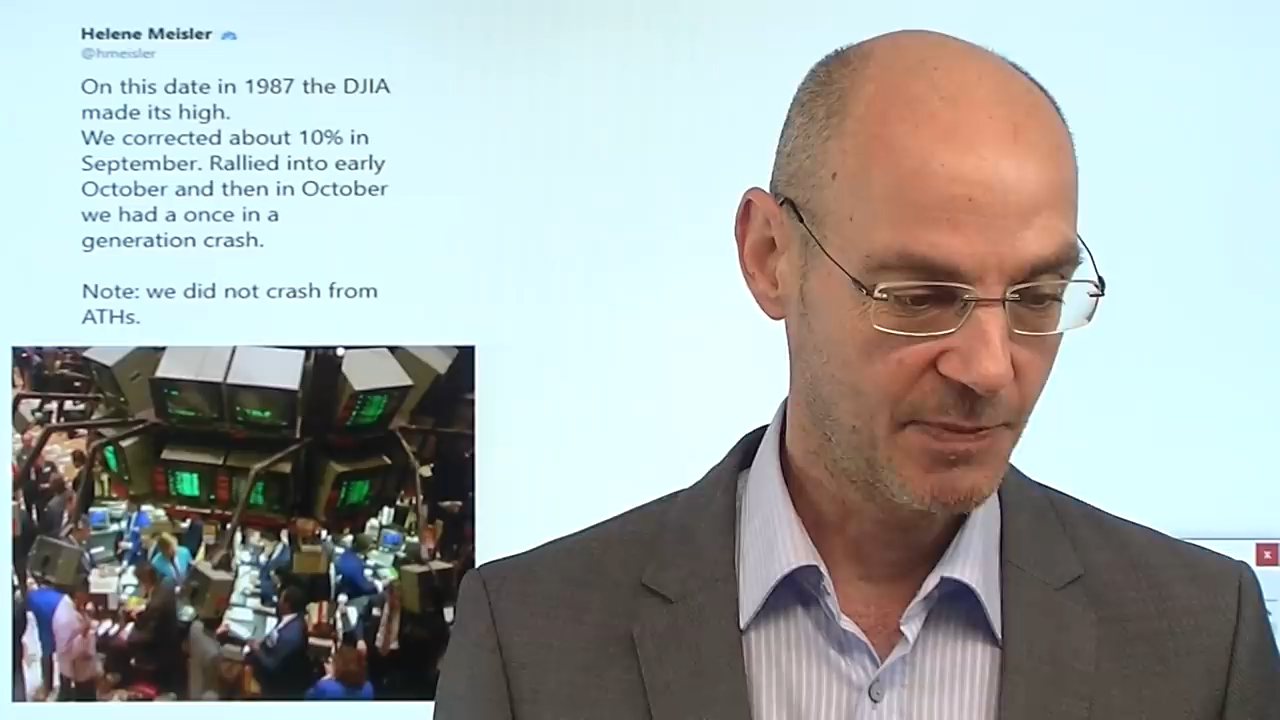 Helene Meisler
@hmeisler
On this date in 1987 the DJIA
made its high.
We corrected about 10% in
September. Rallied into early
October and then in October
we had a once in a
generation crash.
Note: we did not crash from
ATHs.
x